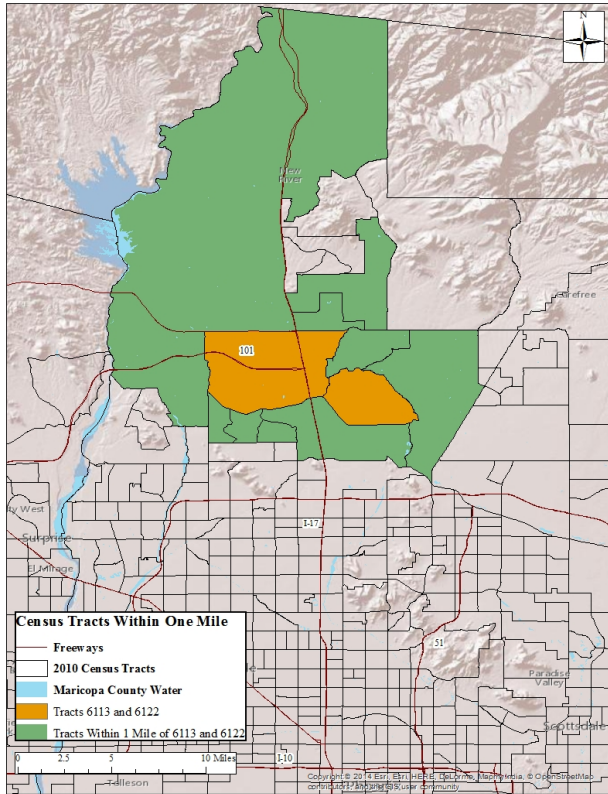 N
New
River
Carefree
101
ty West
I-17
Surprise
El Mirage
51
Paradise
Valley
Scottsdale
Census Tracts Within One Mile
Freeways
2010 Census Tracts
Maricopa County Water
Tracts 6113 and 6122
Tracts Within 1 Mile of 6113 and 6122
0 2.5 5 10 Miles
I-10
Tolleson
Copyright:© 2014 Esri, Esri, HERE, DeLorme, MapmyIndia, © OpenStreetMap
contributors, and the GIS user community